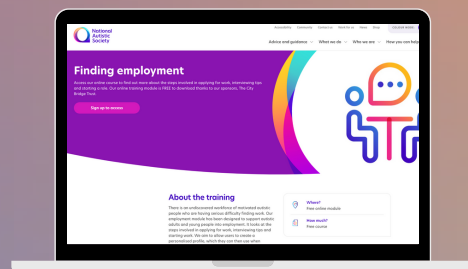 National
Autistic
Society
Accessibility Community Contact us Work for us News Shop
Advice and guidance What we do Who we are How you can help
Finding employment
Access our online course to find out more about the steps involved in applying for work, interviewing tips
and starting a role. Our online training module is FREE to download thanks to our sponsors, The City
Bridge Trust.
Sign up to access
About the training
There is an undiscovered workforce of motivated autistic
people who are having serious difficulty finding work. Our
employment module has been designed to support autistic
adults and young people into employment. It looks at the
steps involved in applying for work, interviewing tips and
starting work. We aim to allow users to create a
personalised profile, which they can then use when
Where?
Free online module
How much?
Free course